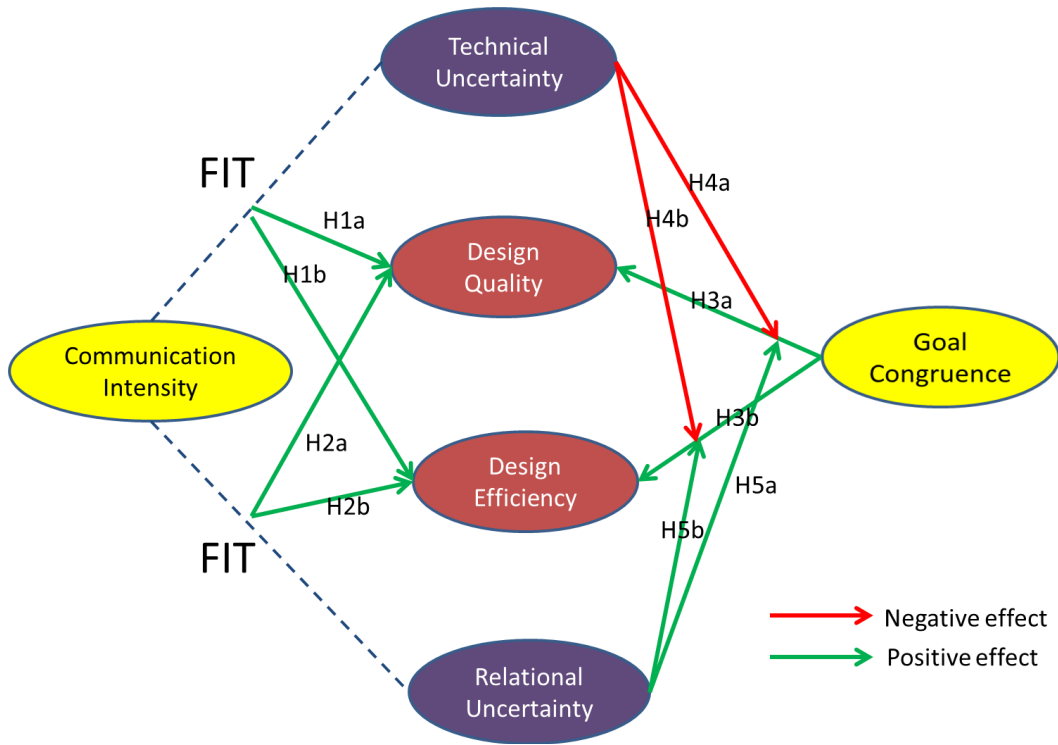 Technical
Uncertainty
FIT
H4a
H1a
H4b
Design
Quality
H1b
H3a
Communication
Intensity
Goal
Congruence
H3b
H2a
Design
Efficiency
H5a
H2b
H5b
FIT
Negative effect
Positive effect
Relational
Uncertainty